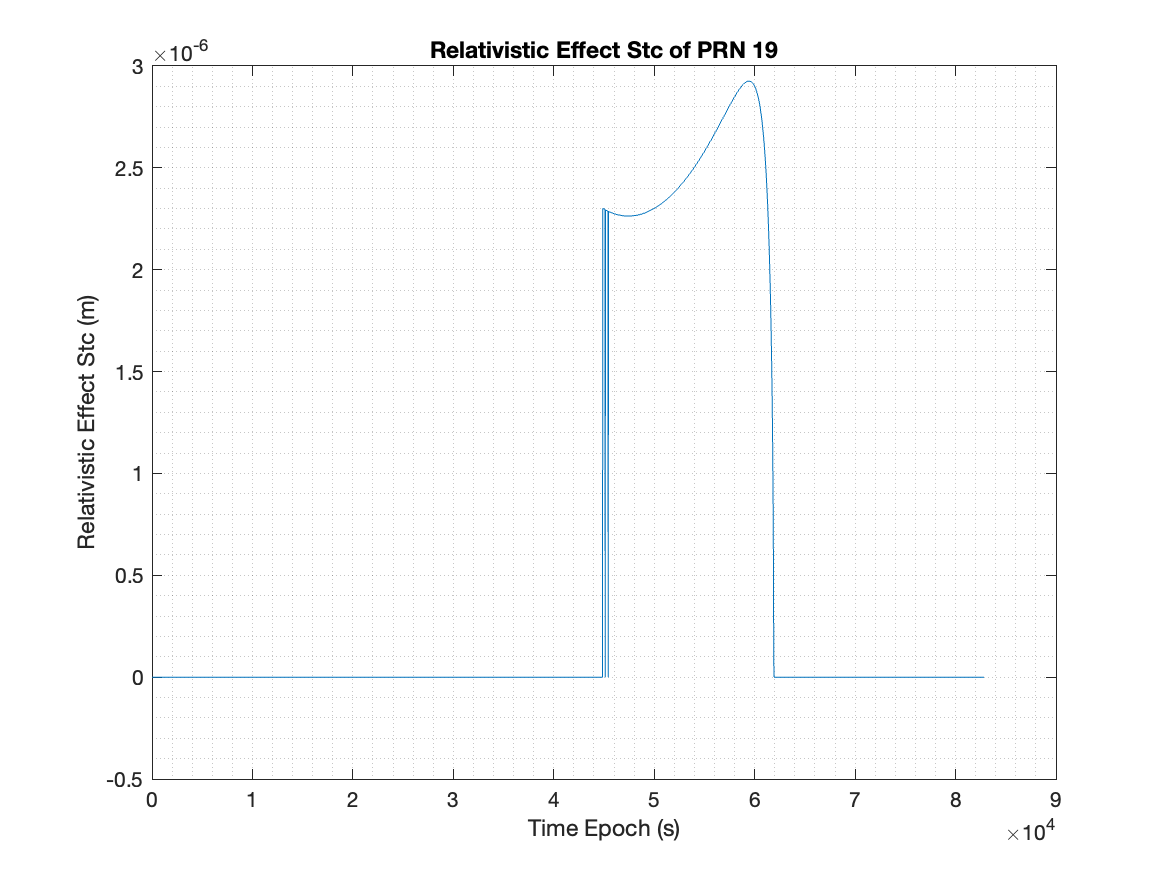 Relativistic Effect Stc of PRN 19
×10⁻⁶
3
2.5
2
1.5
1
0.5
0
-0.5
Relativistic Effect Stc (m)
0 1 2 3 4 5 6 7 8 9
Time Epoch (s)
×10⁴